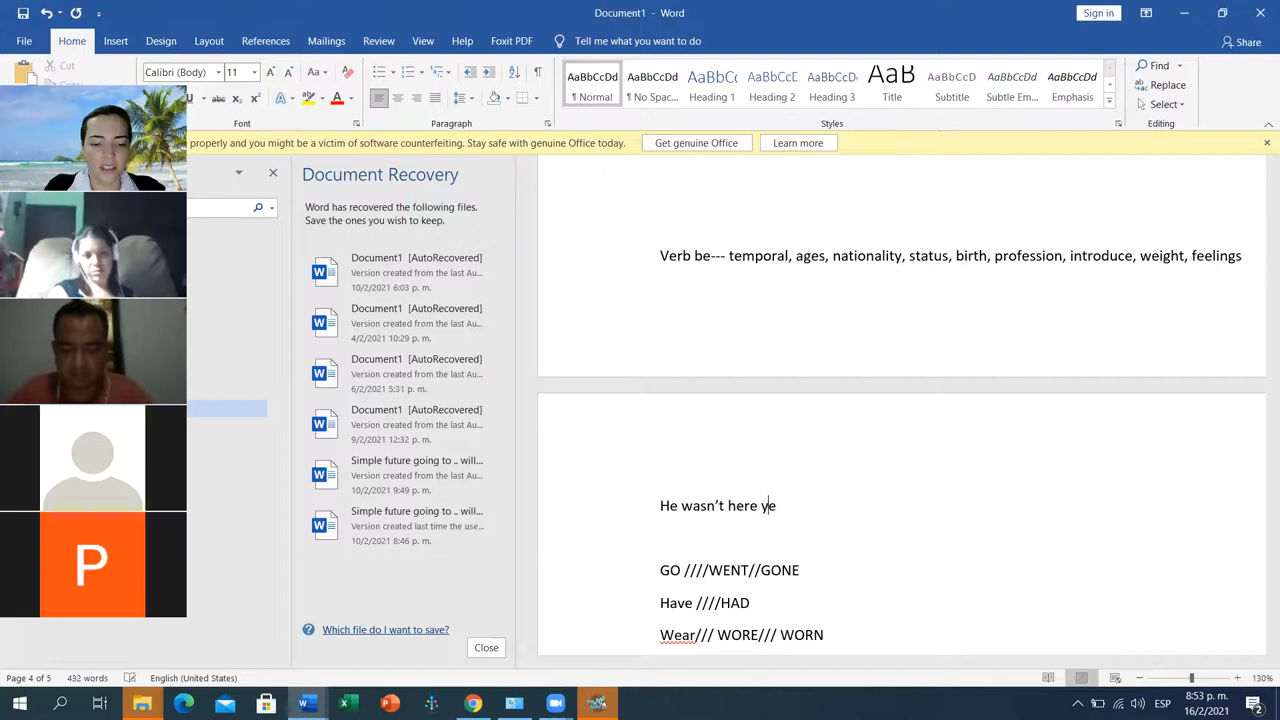 Document1 - Word
Sign in
File Home Insert Design Layout References Mailings Review View Help Foxit PDF Tell me what you want to do Share
Cut
Calibri (Body) 11 Aa
AaBbCcDd AaBbCcDd AaBbC₍ AaBbCcC AaBbCcD AaB AaBbCcD AaBbCcDd AaBbCcDd
¶ Normal ¶ No Spac... Heading 1 Heading 2 Heading 3 Title Subtitle Subtle Em... Emphasis
Find
Replace
Select
Font Paragraph Styles Editing
properly and you might be a victim of software counterfeiting. Stay safe with genuine Office today. Get genuine Office Learn more
Document Recovery
Word has recovered the following files.
Save the ones you wish to keep.
Document1 [AutoRecovered]
Version created from the last Au...
10/2/2021 6:03 p. m.
Document1 [AutoRecovered]
Version created from the last Au...
4/2/2021 10:29 p. m.
Document1 [AutoRecovered]
Version created from the last Au...
6/2/2021 5:31 p. m.
Document1 [AutoRecovered]
Version created from the last Au...
9/2/2021 12:32 p. m.
Simple future going to .. will...
Version created from the last Au...
10/2/2021 9:49 p. m.
Simple future going to .. will...
Version created last time the use...
10/2/2021 8:46 p. m.
Which file do I want to save?
Close
Verb be--- temporal, ages, nationality, status, birth, profession, introduce, weight, feelings
He wasn't here ye
GO ////WENT//GONE
Have ////HAD
Wear/// WORE/// WORN
P
Page 4 of 5 432 words English (United States) 130%
ESP 8:53 p. m.
16/2/2021
2